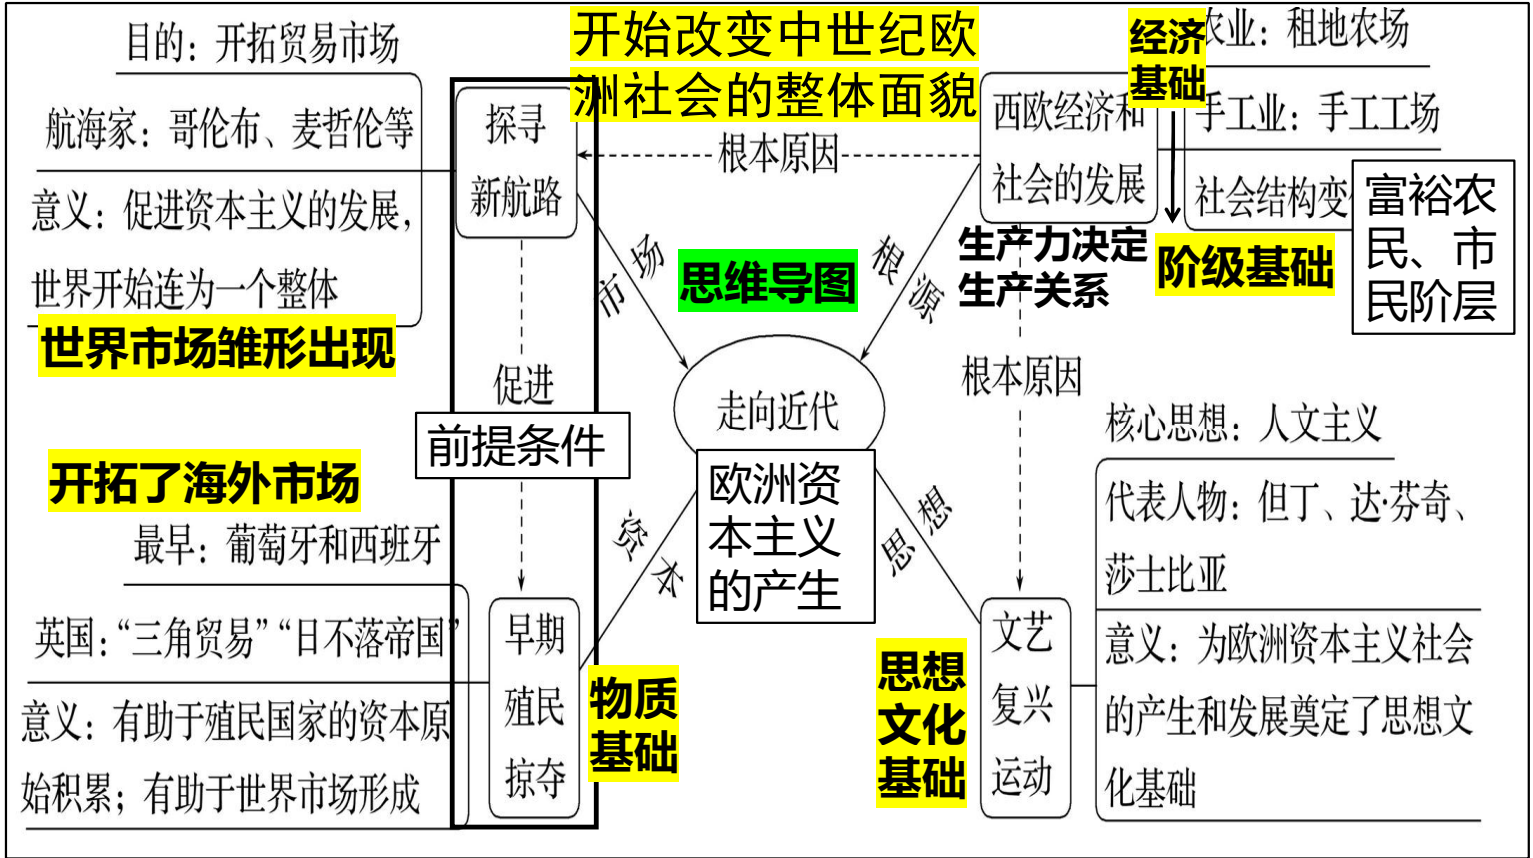 目的：开拓贸易市场
航海家：哥伦布、麦哲伦等
意义：促进资本主义的发展，
世界开始连为一个整体
世界市场雏形出现
探寻
新航路
开始改变中世纪欧
洲社会的整体面貌
根本原因
西欧经济和
社会的发展
经济
基础
农业：租地农场
手工业：手工工场
社会结构变
富裕农
民、市
民阶层
阶级基础
生产力决定
生产关系
市场
思维导图
根源
促进
前提条件
走向近代
欧洲资
本主义
的产生
根本原因
开拓了海外市场
最早：葡萄牙和西班牙
英国：“三角贸易”“日不落帝国”
意义：有助于殖民国家的资本原
始积累；有助于世界市场形成
早期
殖民
掠夺
资本
物质
基础
思想
思想
文化
基础
文艺
复兴
运动
核心思想：人文主义
代表人物：但丁、达·芬奇、
莎士比亚
意义：为欧洲资本主义社会
的产生和发展奠定了思想文
化基础